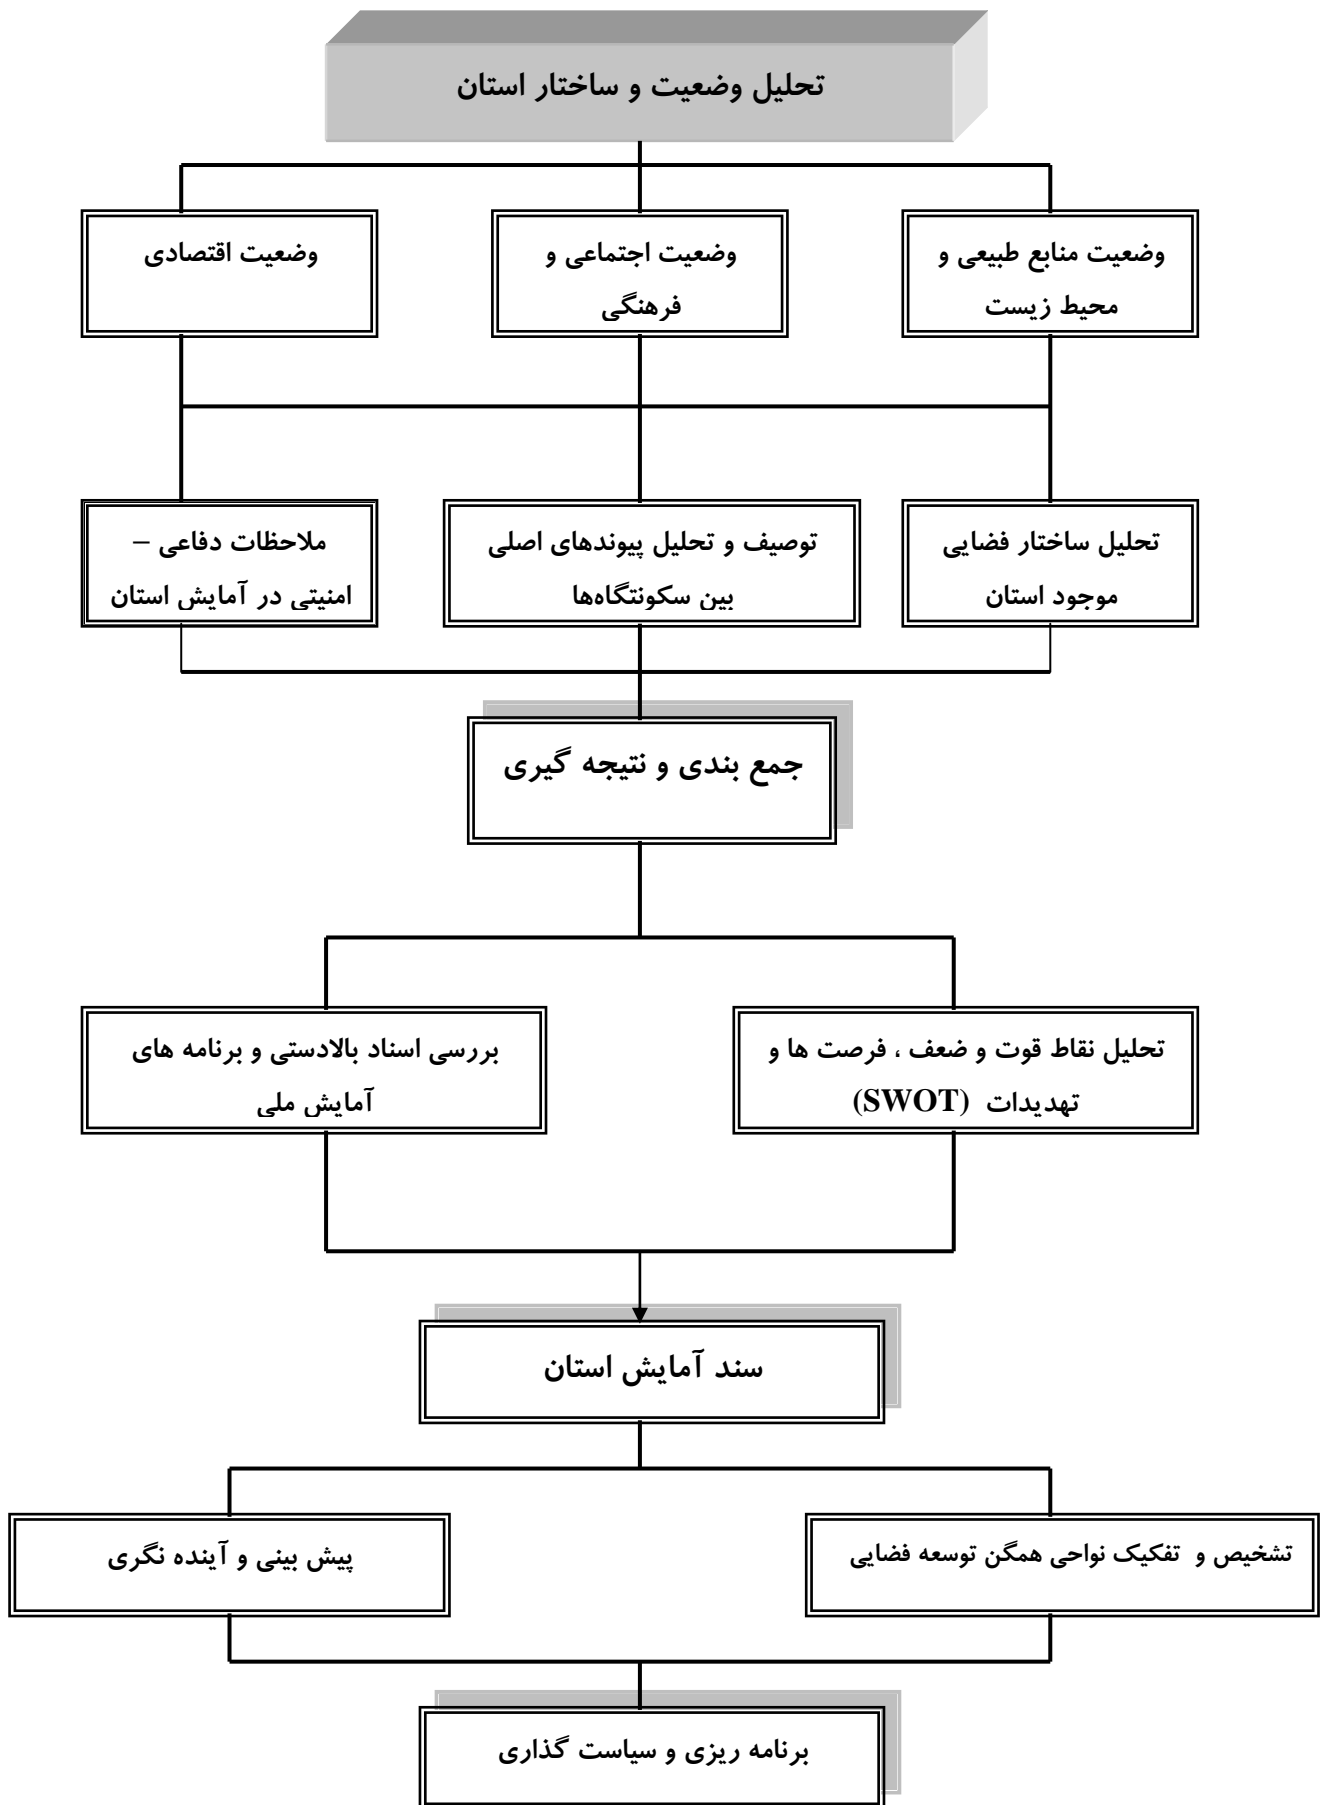 تحلیل وضعیت و ساختار استان
وضعیت منابع طبیعی و
محیط زیست
وضعیت اجتماعی و
فرهنگی
وضعیت اقتصادی
تحلیل ساختار فضایی
موجود استان
توصیف و تحلیل پیوندهای اصلی
بین سکونتگاه‌ها
ملاحظات دفاعی –
امنیتی در آمایش استان
جمع بندی و نتیجه گیری
تحلیل نقاط قوت و ضعف ، فرصت ها و
تهدیدات (SWOT)
بررسی اسناد بالادستی و برنامه های
آمایش ملی
سند آمایش استان
تشخیص و تفکیک نواحی همگن توسعه فضایی
پیش بینی و آینده نگری
برنامه ریزی و سیاست گذاری